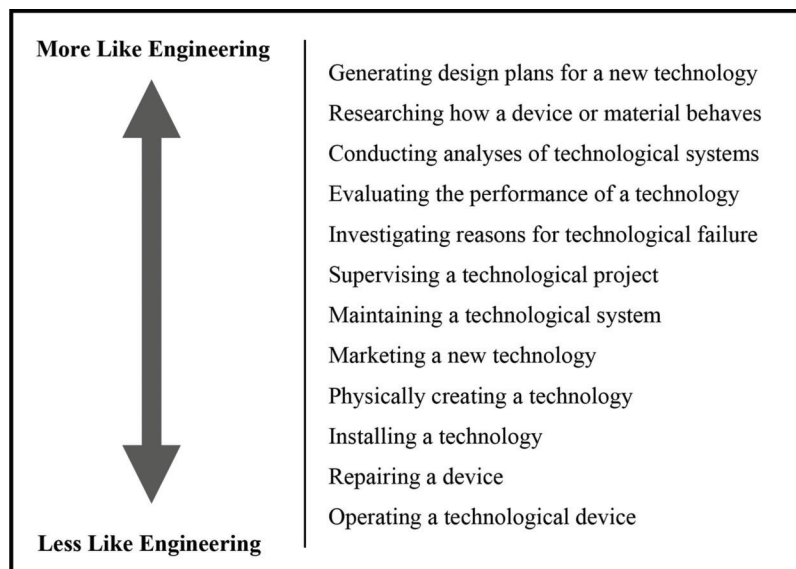 More Like Engineering
Generating design plans for a new technology
Researching how a device or material behaves
Conducting analyses of technological systems
Evaluating the performance of a technology
Investigating reasons for technological failure
Supervising a technological project
Maintaining a technological system
Marketing a new technology
Physically creating a technology
Installing a technology
Repairing a device
Operating a technological device
Less Like Engineering